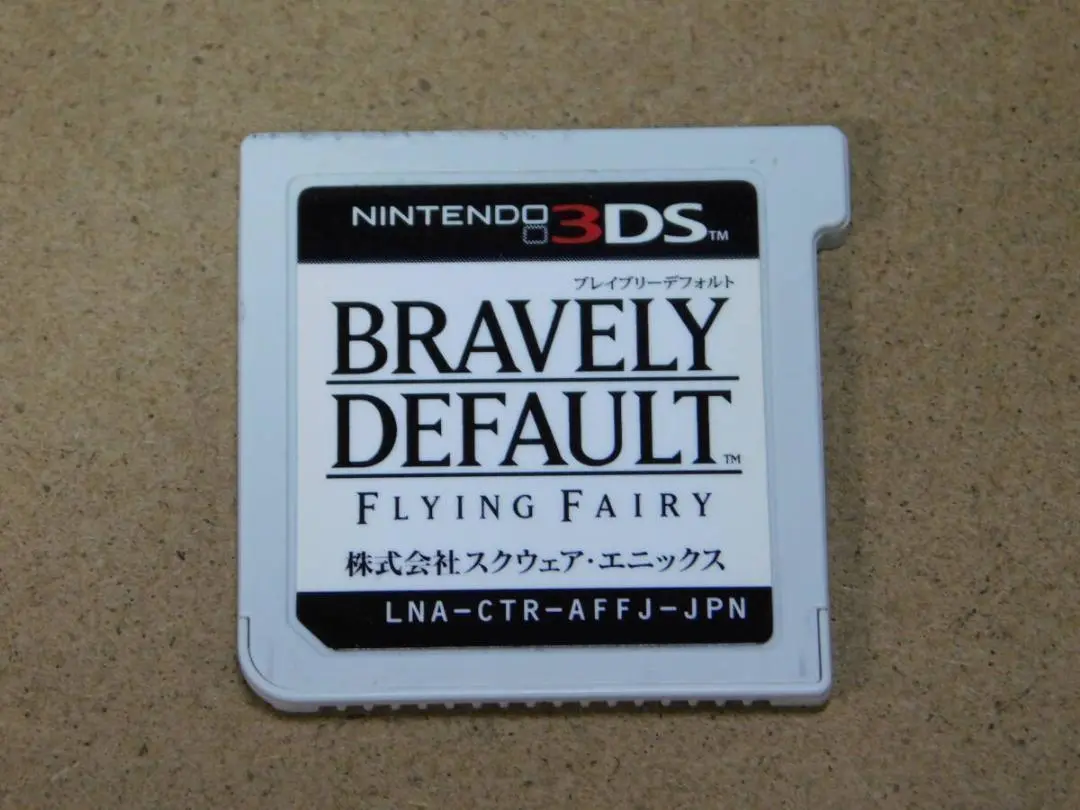 NINTENDO 3DS™
ブレイブリーデフォルト
BRAVELY
DEFAULT™
FLYING FAIRY
株式会社スクウェア・エニックス
LNA-CTR-AFFJ-JPN